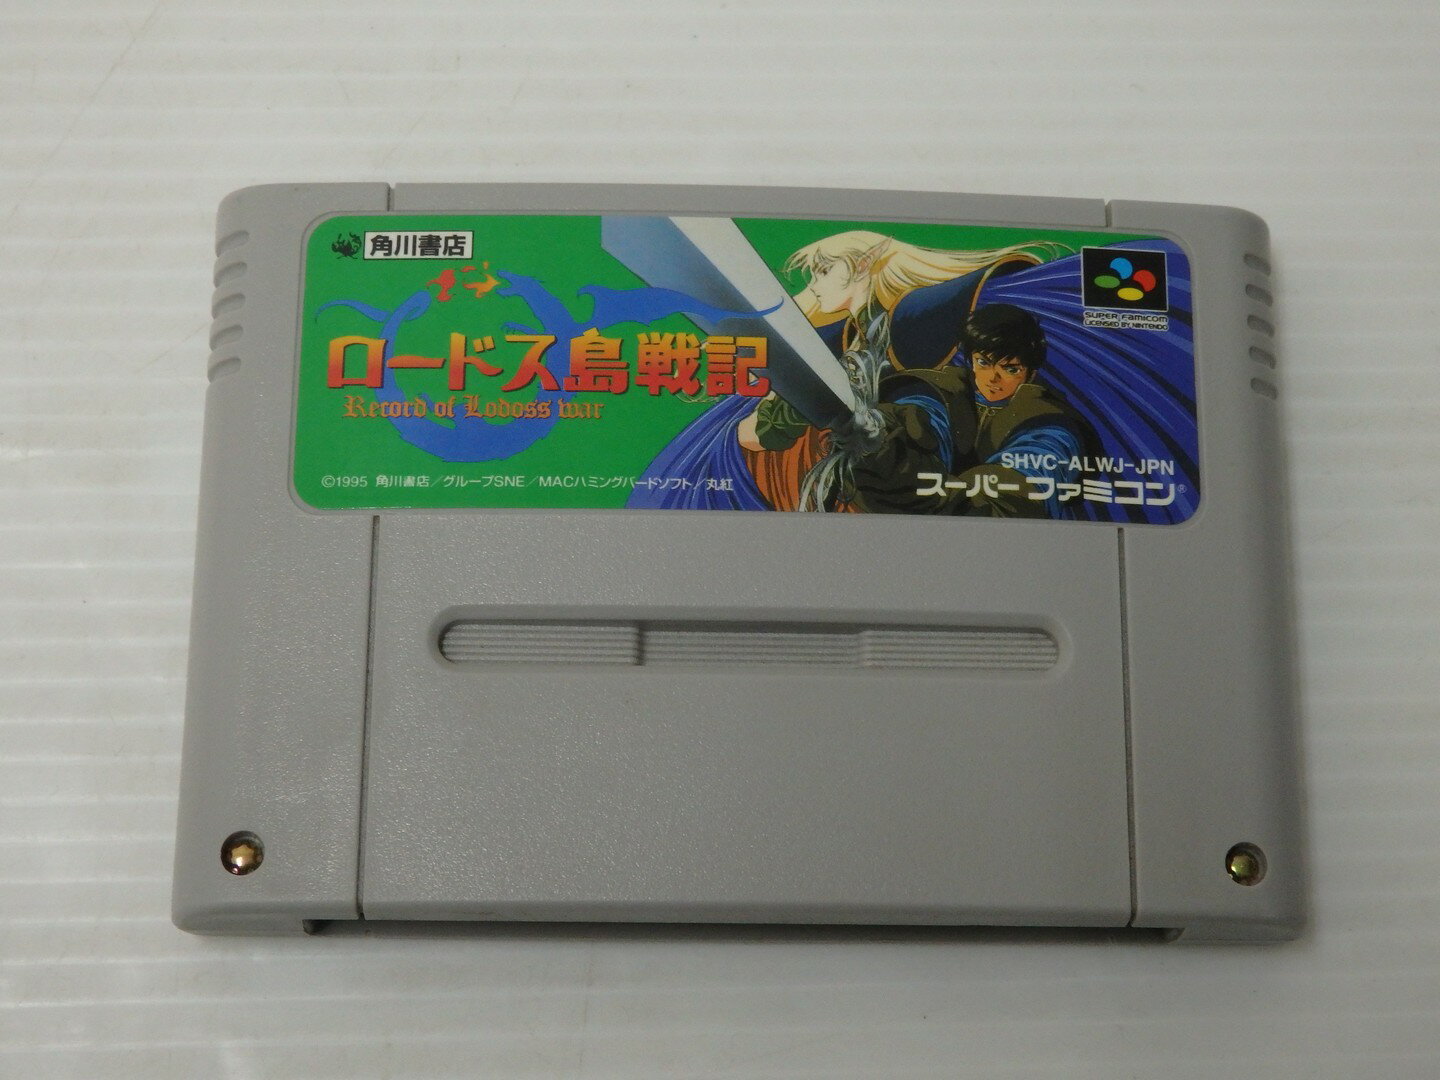 角川書店
ロードス島戦記
Record of Lodoss war
SUPER FAMICOM
LICENSED BY NINTENDO
©1995 角川書店／グループSNE／MACハミングバードソフト／丸紅
SHVC-ALWJ-JPN
スーパーファミコン®